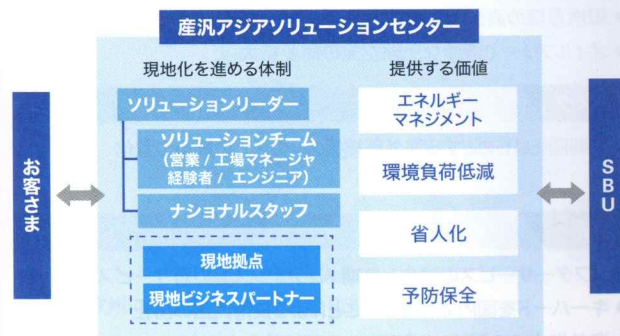 産汎アジアソリューションセンター
現地化を進める体制
ソリューションリーダー
ソリューションチーム
(営業 / 工場マネージャ
経験者 / エンジニア)
ナショナルスタッフ
現地拠点
現地ビジネスパートナー
提供する価値
エネルギー
マネジメント
環境負荷低減
省人化
予防保全
お客さま
SBU